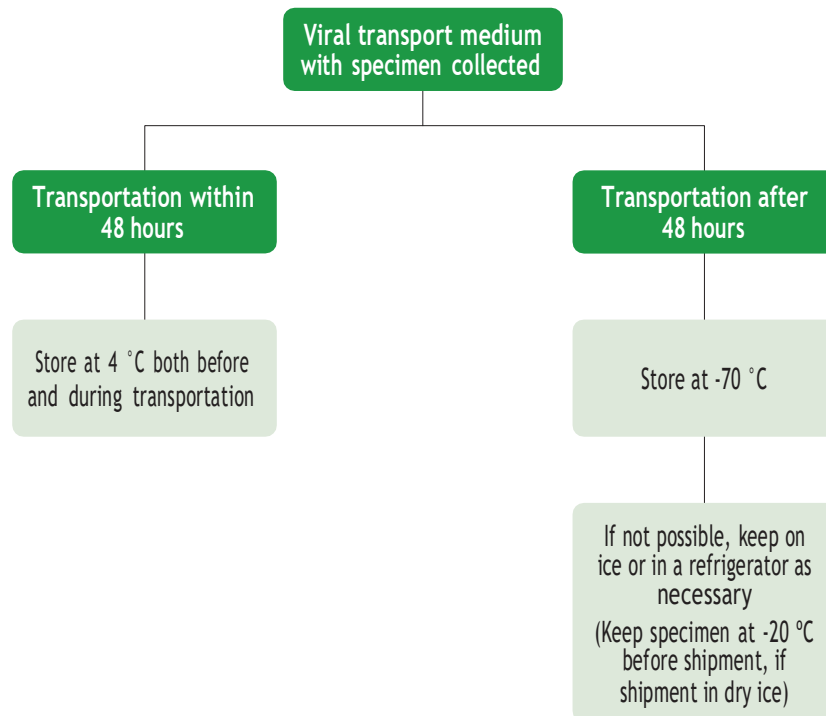 Viral transport medium
with specimen collected
Transportation within
48 hours
Transportation after
48 hours
Store at 4 °C both before
and during transportation
Store at -70 °C
If not possible, keep on
ice or in a refrigerator as
necessary
(Keep specimen at -20 ºC
before shipment, if
shipment in dry ice)